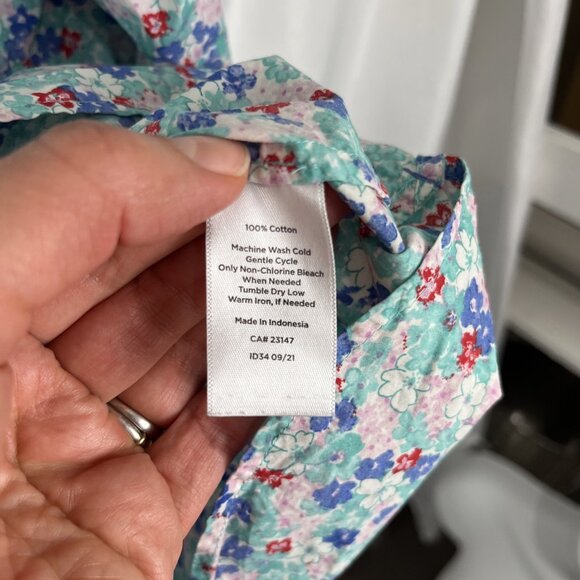 100% Cotton
Machine Wash Cold
Gentle Cycle
Only Non-Chlorine Bleach
When Needed
Tumble Dry Low
Warm Iron, If Needed
Made In Indonesia
CA# 23147
ID34 09/21